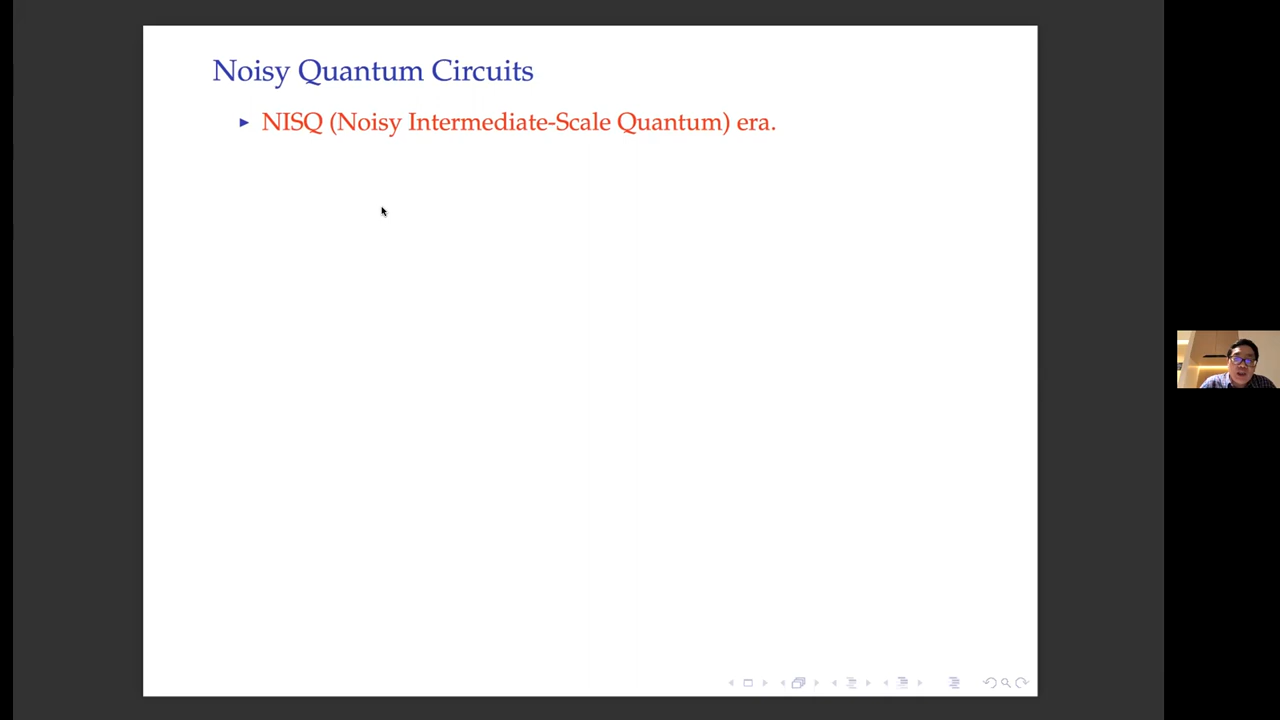 Noisy Quantum Circuits
NISQ (Noisy Intermediate-Scale Quantum) era.